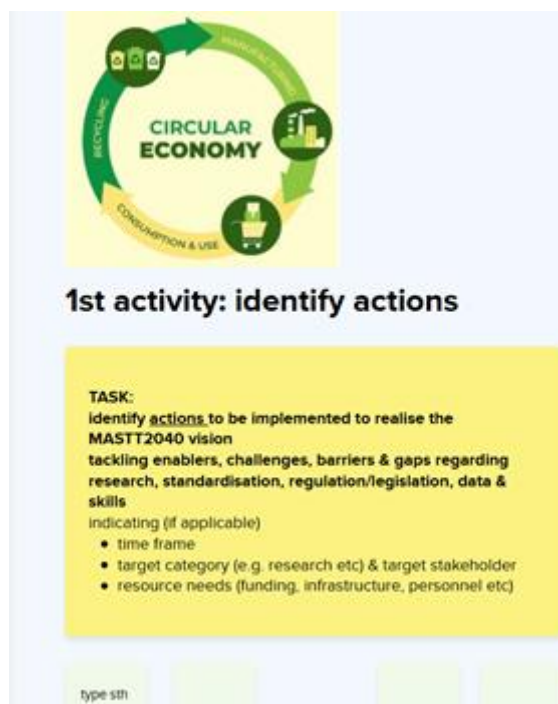 MANUFACTURING
RECYCLING
CIRCULAR
ECONOMY
CONSUMPTION & USE
1st activity: identify actions
TASK:
identify actions to be implemented to realise the
MASTT2040 vision
tackling enablers, challenges, barriers & gaps regarding
research, standardisation, regulation/legislation, data &
skills
indicating (if applicable)
• time frame
• target category (e.g. research etc) & target stakeholder
• resource needs (funding, infrastructure, personnel etc)
type sth